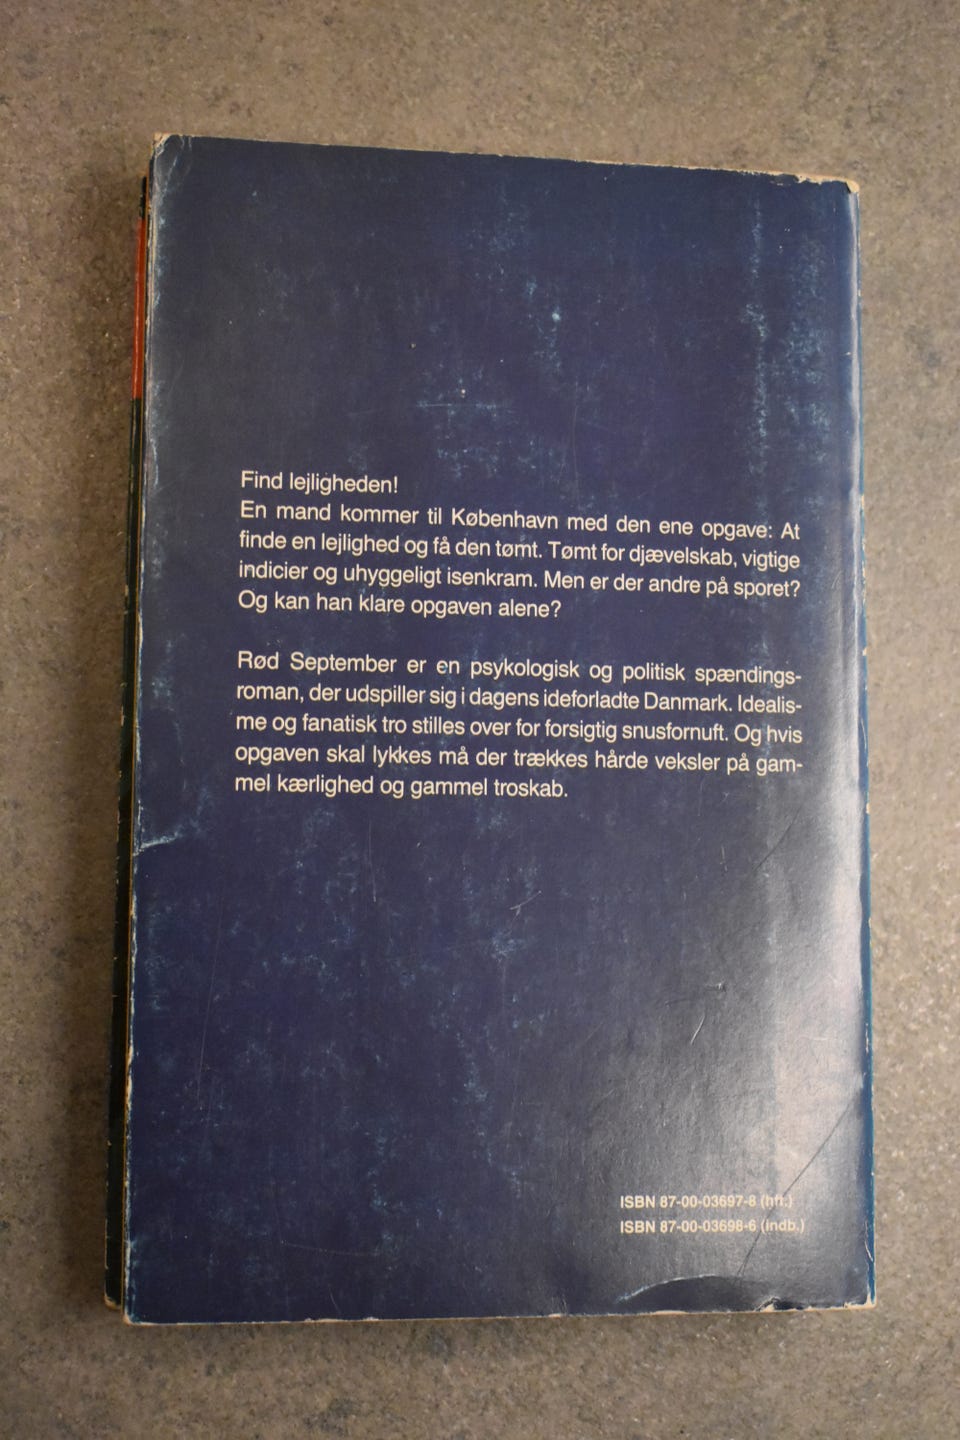 Find lejligheden!
En mand kommer til København med den ene opgave: At
finde en lejlighed og få den tømt. Tømt for djævelskab, vigtige
indicier og uhyggeligt isenkram. Men er der andre på sporet?
Og kan han klare opgaven alene?
Rød September er en psykologisk og politisk spændings-
roman, der udspiller sig i dagens ideforladte Danmark. Idealis-
me og fanatisk tro stilles over for forsigtig snusfornuft. Og hvis
opgaven skal lykkes må der trækkes hårde veksler på gam-
mel kærlighed og gammel troskab.
ISBN 87-00-03697-8 (hft.)
ISBN 87-00-03698-6 (indb.)